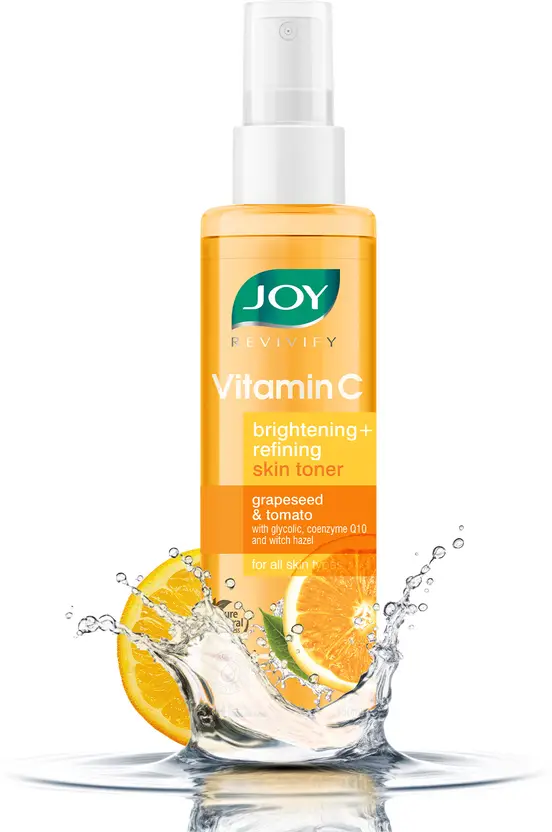 JOY
REVIVIFY
Vitamin C
brightening+
refining
skin toner
grapeseed
& tomato
with glycolic, coenzyme Q10
and witch hazel
for all skin types